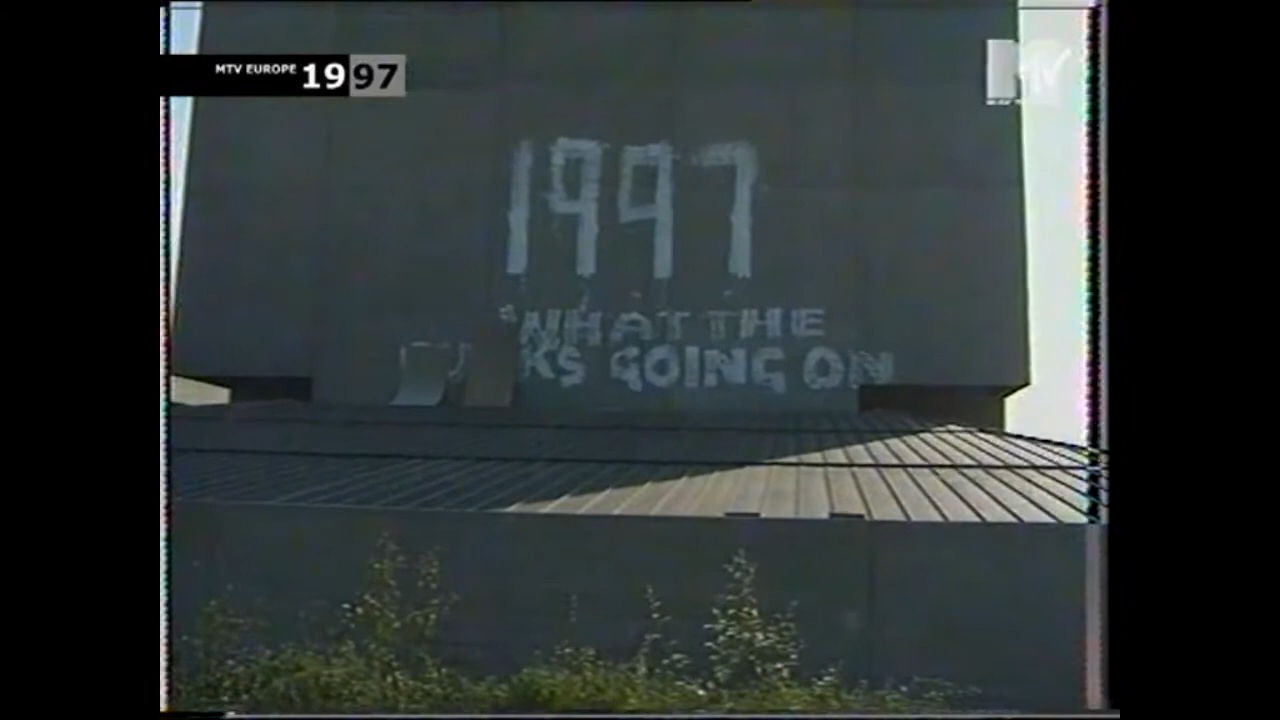 MTV EUROPE 1997
MTV
1997
"WHAT THE
KS GOING ON